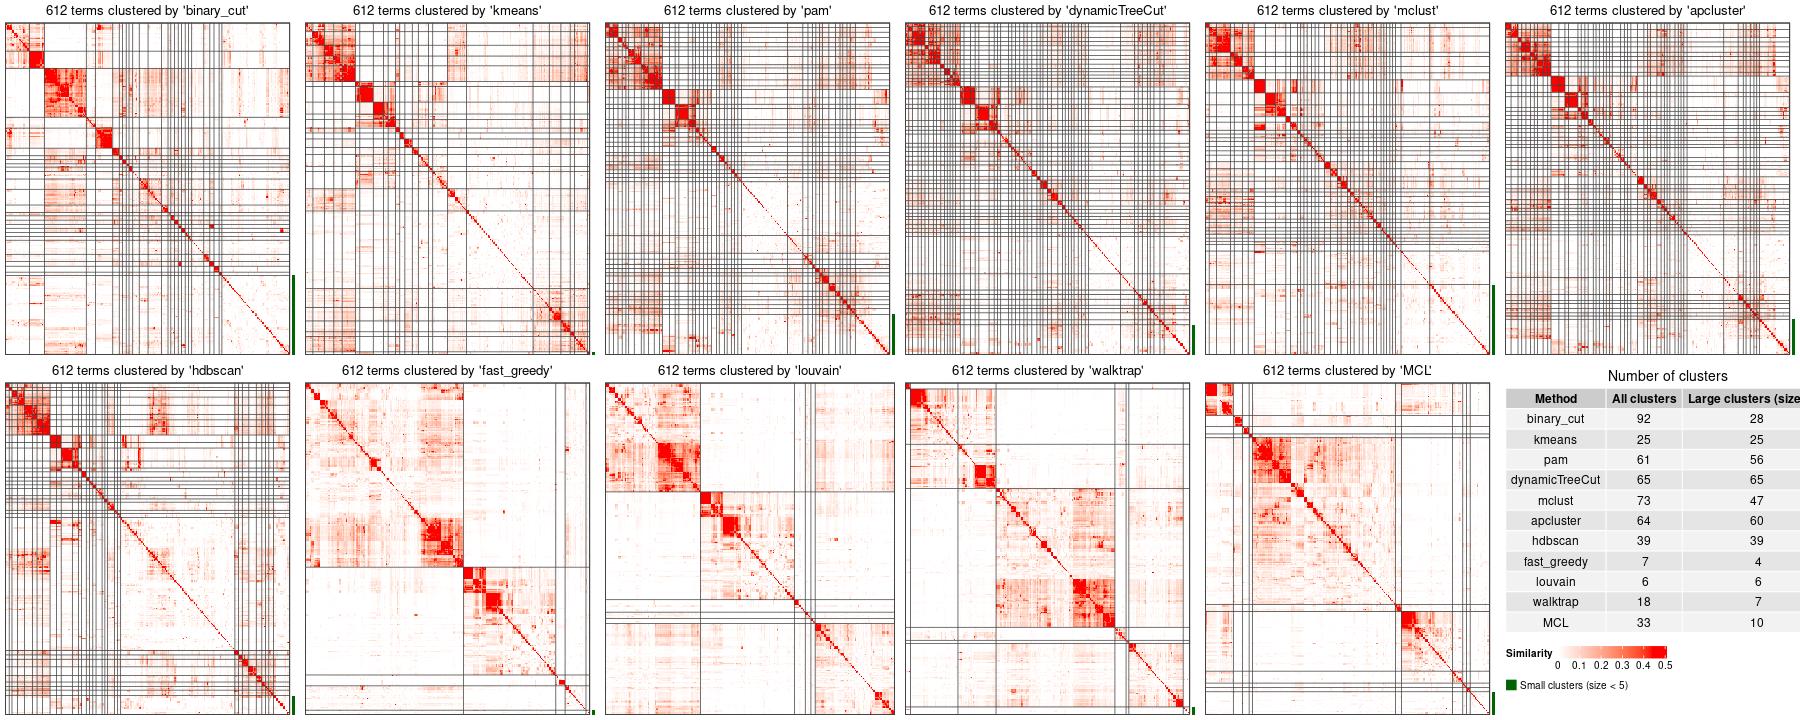 612 terms clustered by 'binary_cut'
612 terms clustered by 'kmeans'
612 terms clustered by 'pam'
612 terms clustered by 'dynamicTreeCut'
612 terms clustered by 'mclust'
612 terms clustered by 'apcluster'
612 terms clustered by 'hdbscan'
612 terms clustered by 'fast_greedy'
612 terms clustered by 'louvain'
612 terms clustered by 'walktrap'
612 terms clustered by 'MCL'
Number of clusters
Method All clusters Large clusters (size
binary_cut 92 28
kmeans 25 25
pam 61 56
dynamicTreeCut 65 65
mclust 73 47
apcluster 64 60
hdbscan 39 39
fast_greedy 7 4
louvain 6 6
walktrap 18 7
MCL 33 10
Similarity
0 0.1 0.2 0.3 0.4 0.5
Small clusters (size < 5)